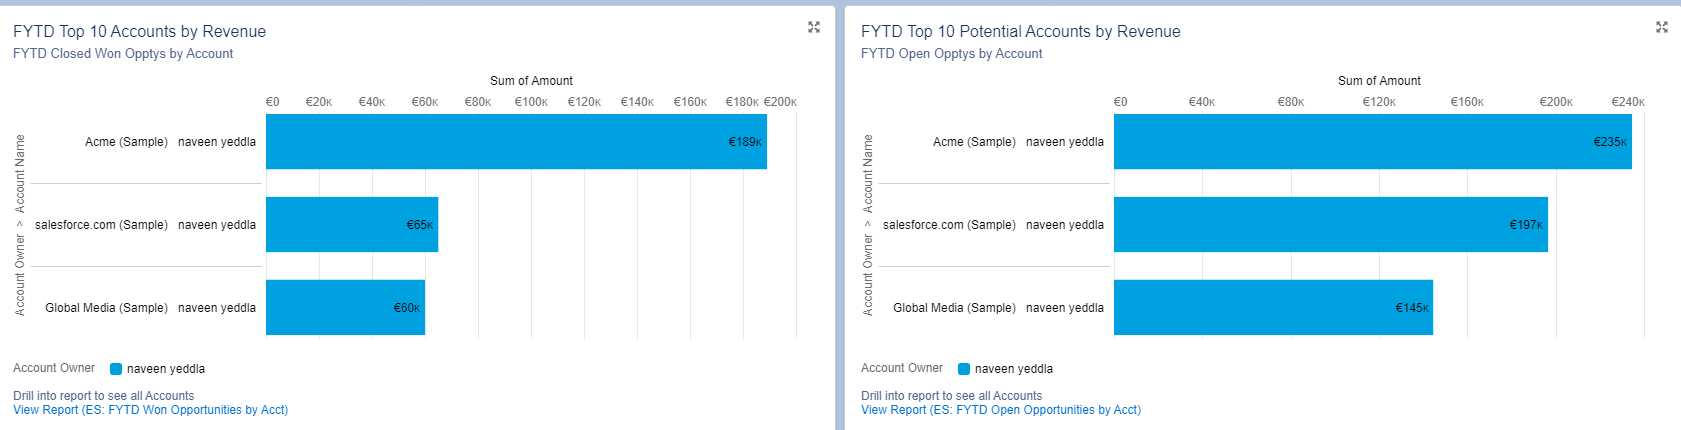 FYTD Top 10 Accounts by Revenue
FYTD Closed Won Opptys by Account
Sum of Amount
€0 €20K €40K €60K €80K €100K €120K €140K €160K €180K €200K
Account Owner > Account Name
Acme (Sample) naveen yeddla €189K
salesforce.com (Sample) naveen yeddla €65K
Global Media (Sample) naveen yeddla €60K
Account Owner naveen yeddla
Drill into report to see all Accounts
View Report (ES: FYTD Won Opportunities by Acct)
FYTD Top 10 Potential Accounts by Revenue
FYTD Open Opptys by Account
Sum of Amount
€0 €40K €80K €120K €160K €200K €240K
Account Owner > Account Name
Acme (Sample) naveen yeddla €235K
salesforce.com (Sample) naveen yeddla €197K
Global Media (Sample) naveen yeddla €145K
Account Owner naveen yeddla
Drill into report to see all Accounts
View Report (ES: FYTD Open Opportunities by Acct)